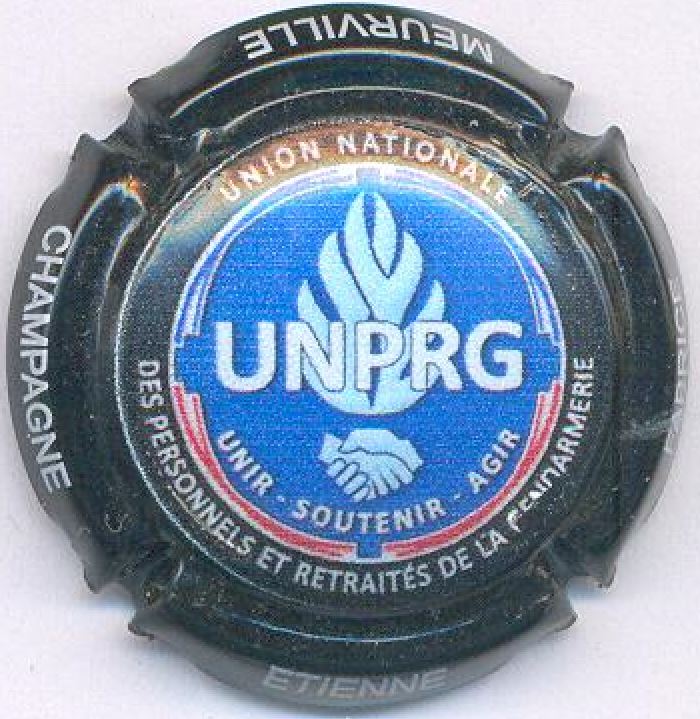 MEURVILLE
CHAMPAGNE
ETIENNE
UNION NATIONALE
DES PERSONNELS ET RETRAITÉS DE LA GENDARMERIE
UNPRG
UNIR - SOUTENIR - AGIR